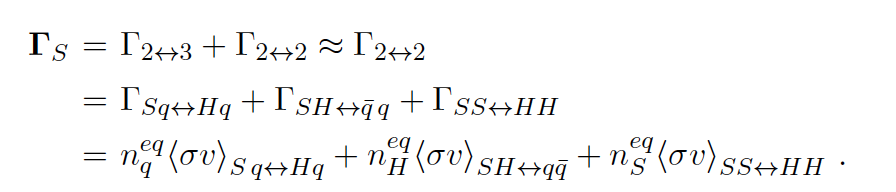 𝚪_S = Γ_{2↔3} + Γ_{2↔2} ≈ Γ_{2↔2}
= Γ_{Sq↔Hq} + Γ_{SH↔q̄q} + Γ_{SS↔HH}
= n_q^{eq}⟨σv⟩_{Sq↔Hq} + n_H^{eq}⟨σv⟩_{SH↔qq̄} + n_S^{eq}⟨σv⟩_{SS↔HH} .